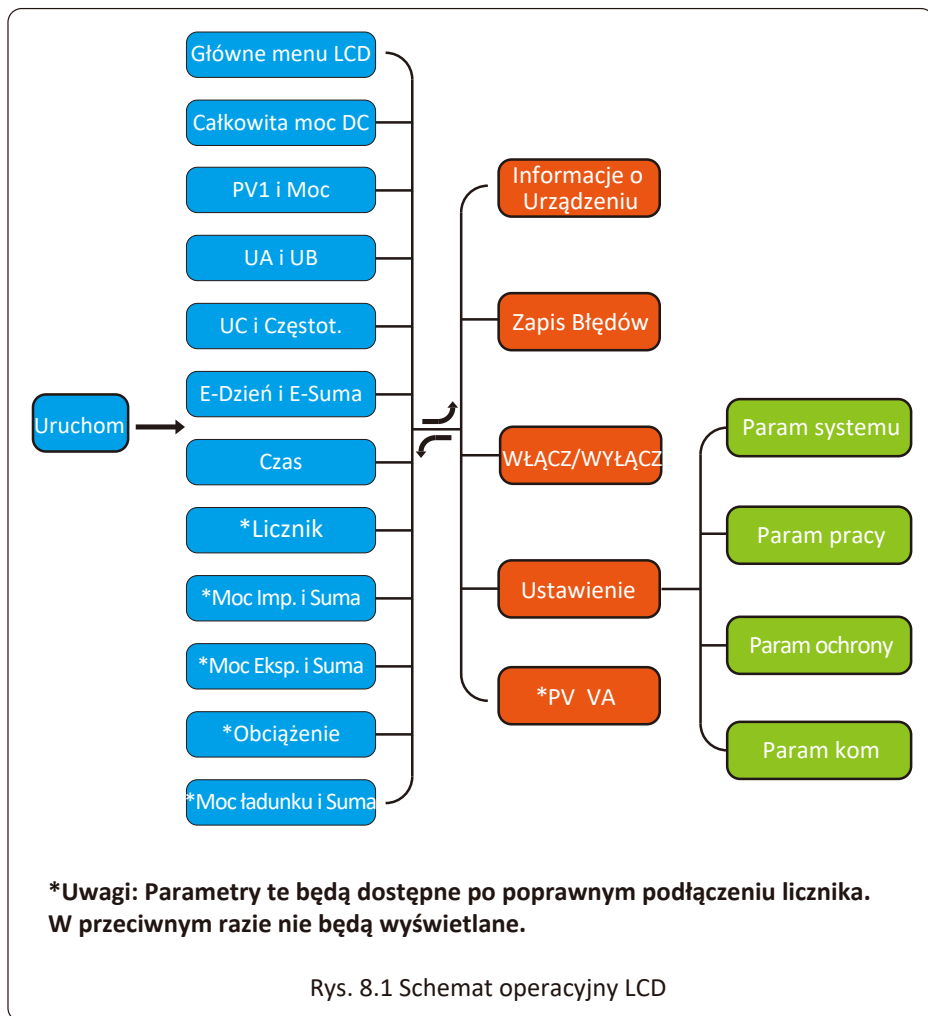 Główne menu LCD
Całkowita moc DC
PV1 i Moc
UA i UB
UC i Częstot.
E-Dzień i E-Suma
Uruchom
Czas
*Licznik
*Moc Imp. i Suma
*Moc Eksp. i Suma
*Obciążenie
*Moc ładunku i Suma
Informacje o
Urządzeniu
Zapis Błędów
WŁĄCZ/WYŁĄCZ
Ustawienie
*PV VA
Param systemu
Param pracy
Param ochrony
Param kom
*Uwagi: Parametry te będą dostępne po poprawnym podłączeniu licznika.
W przeciwnym razie nie będą wyświetlane.
Rys. 8.1 Schemat operacyjny LCD